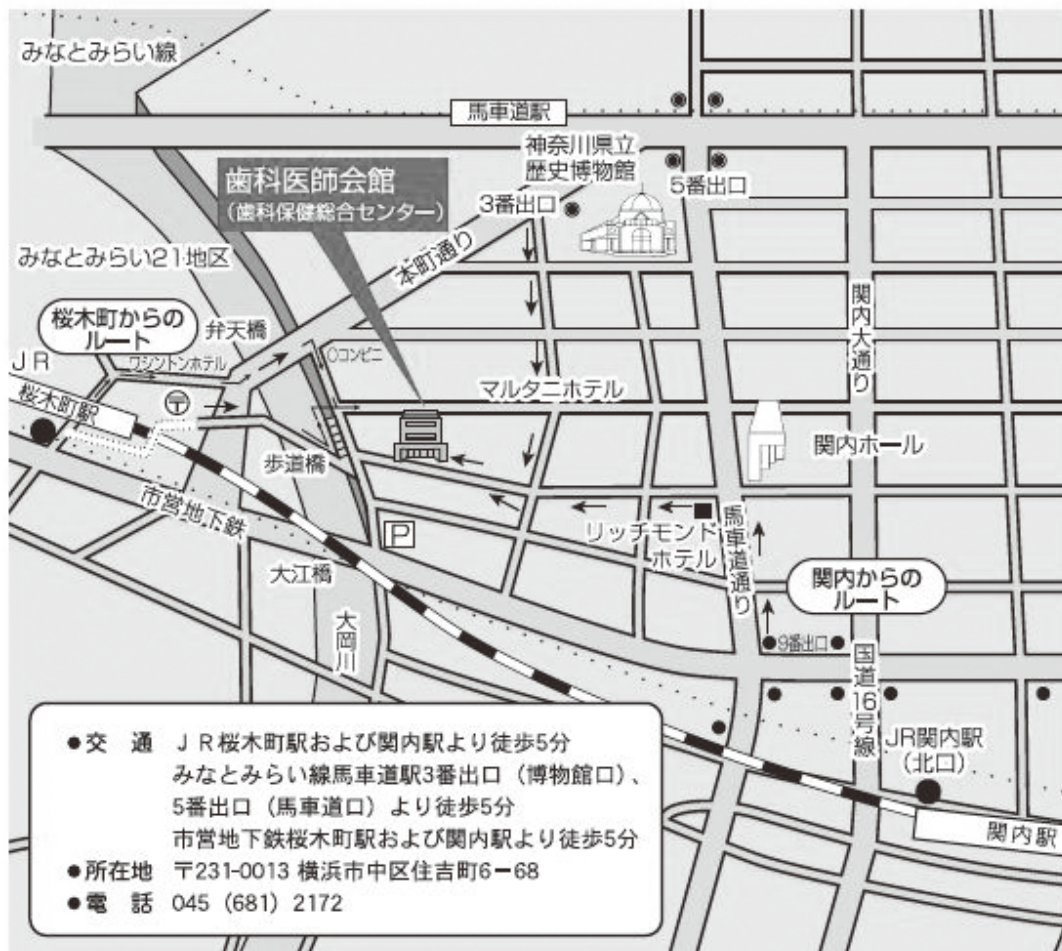 みなとみらい線
馬車道駅
神奈川県立
歴史博物館
歯科医師会館
(歯科保健総合センター)
3番出口
5番出口
みなとみらい21地区
本町通り
桜木町からの
ルート
弁天橋
ワシントンホテル
○コンビニ
関内大通り
JR
桜木町駅
〒
マルタニホテル
関内ホール
歩道橋
市営地下鉄
P
リッチモンド
ホテル
馬車道通り
大江橋
関内からの
ルート
大岡川
9番出口
国道16号線
JR関内駅
(北口)
関内駅
●交　通　JR桜木町駅および関内駅より徒歩5分
みなとみらい線馬車道駅3番出口（博物館口）、
5番出口（馬車道口）より徒歩5分
市営地下鉄桜木町駅および関内駅より徒歩5分
●所在地　〒231-0013 横浜市中区住吉町6−68
●電　話　045（681）2172